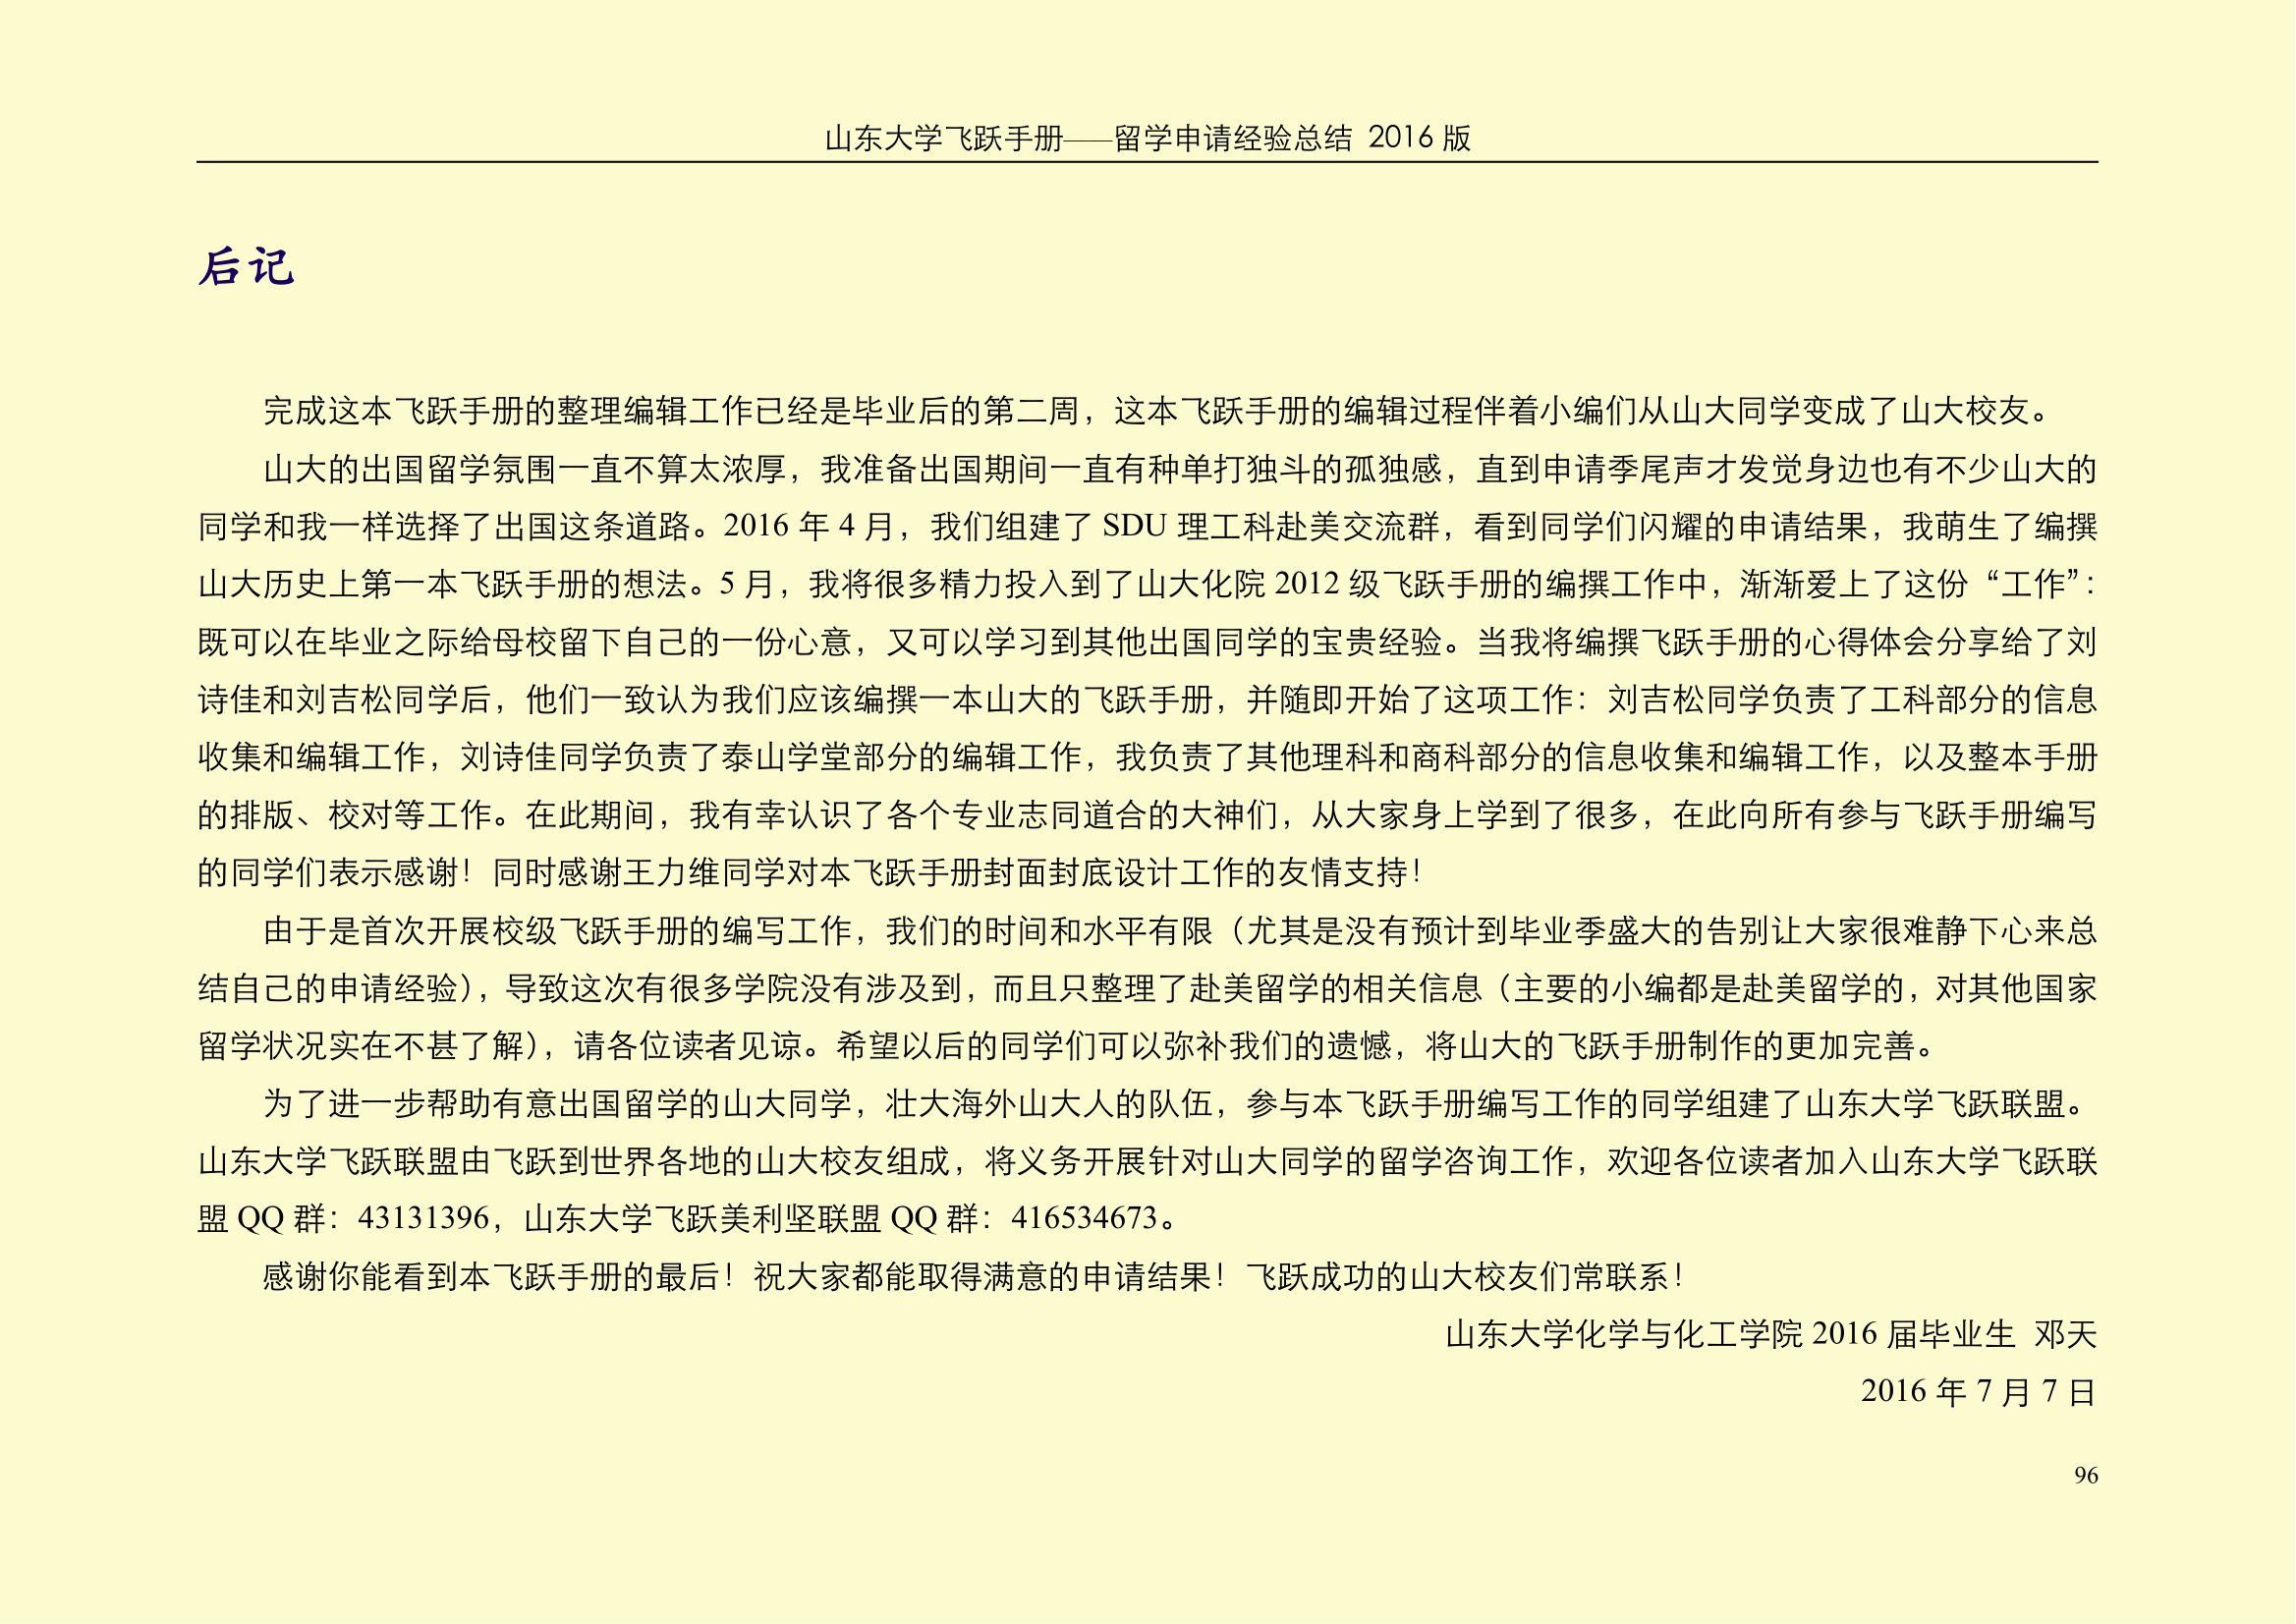 山东大学飞跃手册——留学申请经验总结 2016 版
后记
完成这本飞跃手册的整理编辑工作已经是毕业后的第二周，这本飞跃手册的编辑过程伴着小编们从山大同学变成了山大校友。
山大的出国留学氛围一直不算太浓厚，我准备出国期间一直有种单打独斗的孤独感，直到申请季尾声才发觉身边也有不少山大的
同学和我一样选择了出国这条道路。2016 年 4 月，我们组建了 SDU 理工科赴美交流群，看到同学们闪耀的申请结果，我萌生了编撰
山大历史上第一本飞跃手册的想法。5 月，我将很多精力投入到了山大化院 2012 级飞跃手册的编撰工作中，渐渐爱上了这份“工作”：
既可以在毕业之际给母校留下自己的一份心意，又可以学习到其他出国同学的宝贵经验。当我将编撰飞跃手册的心得体会分享给了刘
诗佳和刘吉松同学后，他们一致认为我们应该编撰一本山大的飞跃手册，并随即开始了这项工作：刘吉松同学负责了工科部分的信息
收集和编辑工作，刘诗佳同学负责了泰山学堂部分的编辑工作，我负责了其他理科和商科部分的信息收集和编辑工作，以及整本手册
的排版、校对等工作。在此期间，我有幸认识了各个专业志同道合的大神们，从大家身上学到了很多，在此向所有参与飞跃手册编写
的同学们表示感谢！同时感谢王力维同学对本飞跃手册封面封底设计工作的友情支持！
由于是首次开展校级飞跃手册的编写工作，我们的时间和水平有限（尤其是没有预计到毕业季盛大的告别让大家很难静下心来总
结自己的申请经验），导致这次有很多学院没有涉及到，而且只整理了赴美留学的相关信息（主要的小编都是赴美留学的，对其他国家
留学状况实在不甚了解），请各位读者见谅。希望以后的同学们可以弥补我们的遗憾，将山大的飞跃手册制作的更加完善。
为了进一步帮助有意出国留学的山大同学，壮大海外山大人的队伍，参与本飞跃手册编写工作的同学组建了山东大学飞跃联盟。
山东大学飞跃联盟由飞跃到世界各地的山大校友组成，将义务开展针对山大同学的留学咨询工作，欢迎各位读者加入山东大学飞跃联
盟 QQ 群：43131396，山东大学飞跃美利坚联盟 QQ 群：416534673。
感谢你能看到本飞跃手册的最后！祝大家都能取得满意的申请结果！飞跃成功的山大校友们常联系！
山东大学化学与化工学院 2016 届毕业生 邓天
2016 年 7 月 7 日
96